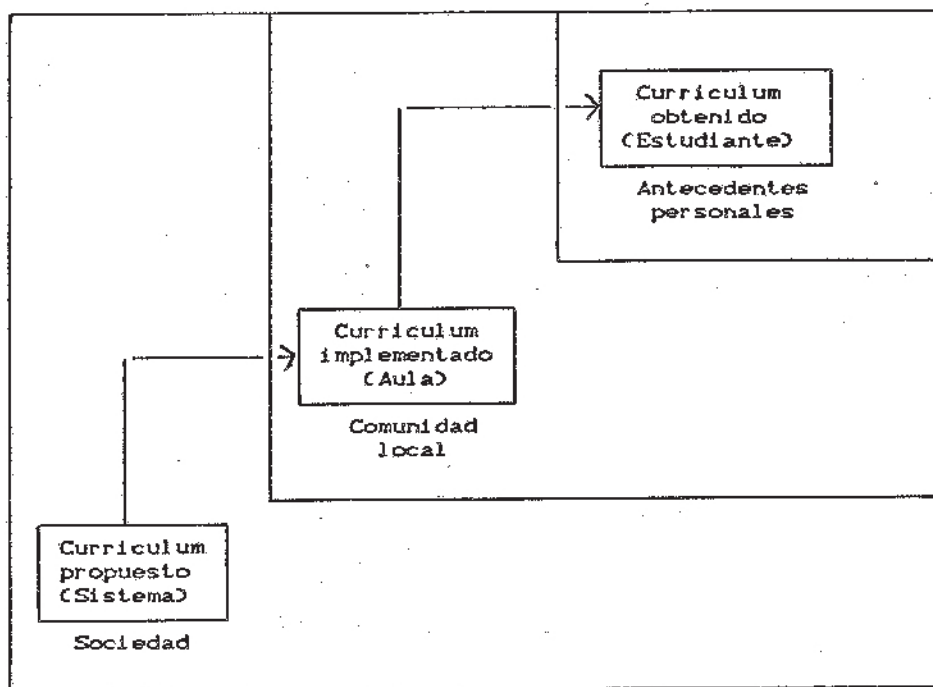 Curriculum
obtenido
(Estudiante)
Antecedentes
personales
Curriculum
implementado
(Aula)
Comunidad
local
Curriculum
propuesto
(Sistema)
Sociedad